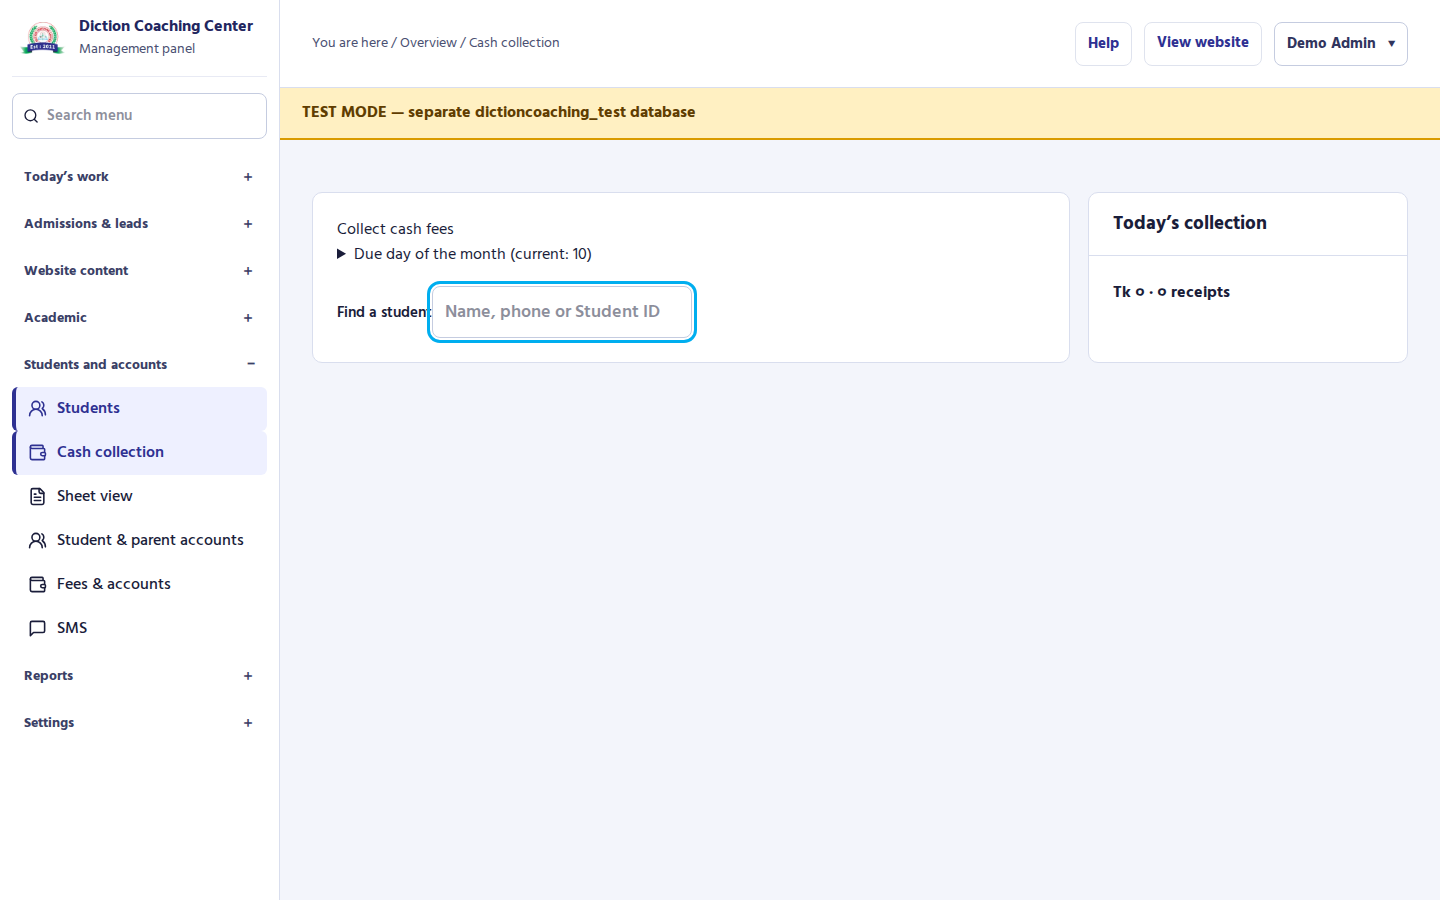 Diction Coaching Center
Management panel
Est : 2011
Search menu
Today’s work +
Admissions & leads +
Website content +
Academic +
Students and accounts −
Students
Cash collection
Sheet view
Student & parent accounts
Fees & accounts
SMS
Reports +
Settings +
You are here / Overview / Cash collection
Help
View website
Demo Admin ▼
TEST MODE — separate dictioncoaching_test database
Collect cash fees
▶ Due day of the month (current: 10)
Find a student
Name, phone or Student ID
Today’s collection
Tk ০ · ০ receipts